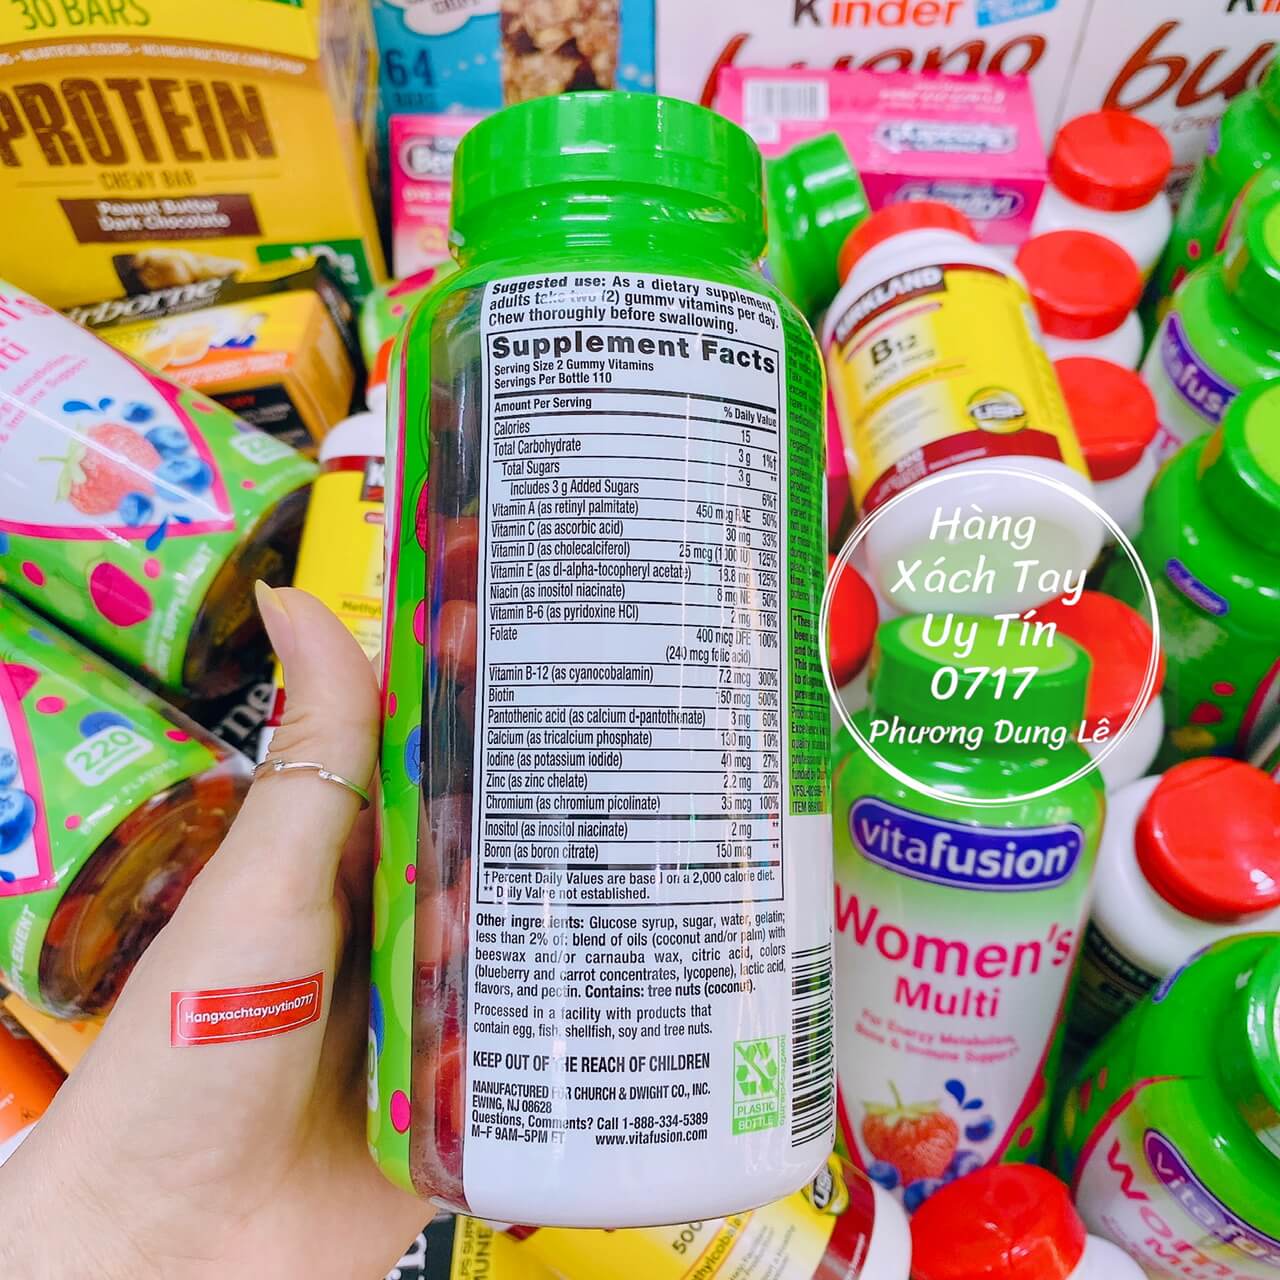 30 BARS
PROTEIN
CHEWY BAR
Peanut Butter
Dark Chocolate
64
Kinder
bueno
220
220
KIRKLAND
B12
USP
Suggested use: As a dietary supplement,
adults take two (2) gummy vitamins per day.
Chew thoroughly before swallowing.
Supplement Facts
Serving Size 2 Gummy Vitamins
Servings Per Bottle 110
Amount Per Serving % Daily Value
Calories 15
Total Carbohydrate 3 g 1%†
Total Sugars 3 g **
Includes 3 g Added Sugars 6%†
Vitamin A (as retinyl palmitate) 450 mcg RAE 50%
Vitamin C (as ascorbic acid) 30 mg 33%
Vitamin D (as cholecalciferol) 25 mcg (1000 IU) 125%
Vitamin E (as dl-alpha-tocopheryl acetate) 18.8 mg 125%
Niacin (as inositol niacinate) 8 mg NE 50%
Vitamin B-6 (as pyridoxine HCl) 2 mg 118%
Folate 400 mcg DFE 100%
(240 mcg folic acid)
Vitamin B-12 (as cyanocobalamin) 7.2 mcg 300%
Biotin 150 mcg 500%
Pantothenic acid (as calcium d-pantothenate) 3 mg 60%
Calcium (as tricalcium phosphate) 130 mg 10%
Iodine (as potassium iodide) 40 mcg 27%
Zinc (as zinc chelate) 2.2 mg 20%
Chromium (as chromium picolinate) 35 mcg 100%
Inositol (as inositol niacinate) 2 mg **
Boron (as boron citrate) 150 mcg **
†Percent Daily Values are based on a 2,000 calorie diet.
** Daily Value not established.
Other ingredients: Glucose syrup, sugar, water, gelatin;
less than 2% of: blend of oils (coconut and/or palm) with
beeswax and/or carnauba wax, citric acid, colors
(blueberry and carrot concentrates, lycopene), lactic acid,
flavors, and pectin. Contains: tree nuts (coconut).
Processed in a facility with products that
contain egg, fish, shellfish, soy and tree nuts.
KEEP OUT OF THE REACH OF CHILDREN
MANUFACTURED FOR CHURCH & DWIGHT CO., INC.
EWING, NJ 08628
Questions, Comments? Call 1-888-334-5389
M–F 9AM–5PM ET www.vitafusion.com
PLASTIC
BOTTLE
how2recycle.info
Hàng
Xách Tay
Uy Tín
0717
Phương Dung Lê
Hangxachtayuytin0717
vitafusion
Women's
Multi
For Energy Metabolism,
Bone & Immune Support